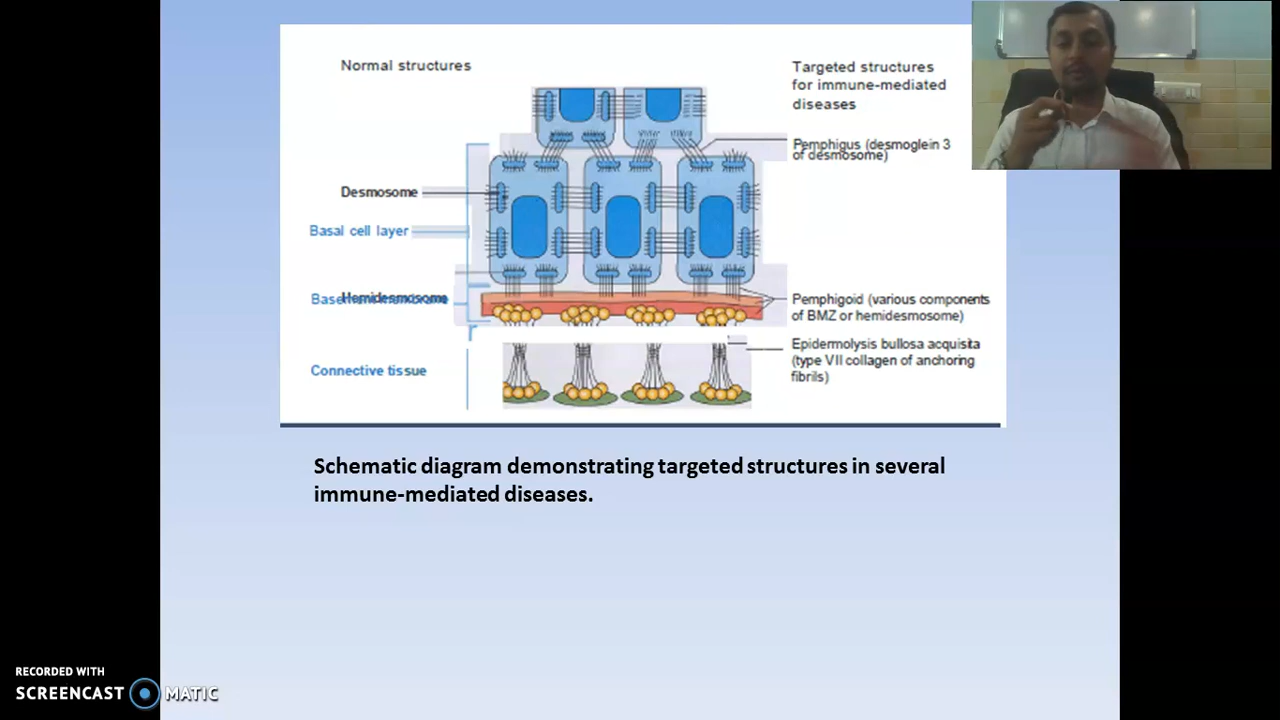 Normal structures
Targeted structures
for immune-mediated
diseases
Pemphigus (desmoglein 3
of desmosome)
Desmosome
Basal cell layer
Hemidesmosome
Pemphigoid (various components
of BMZ or hemidesmosome)
Epidermolysis bullosa acquisita
(type VII collagen of anchoring
fibrils)
Connective tissue
Schematic diagram demonstrating targeted structures in several
immune-mediated diseases.
RECORDED WITH
SCREENCAST MATIC